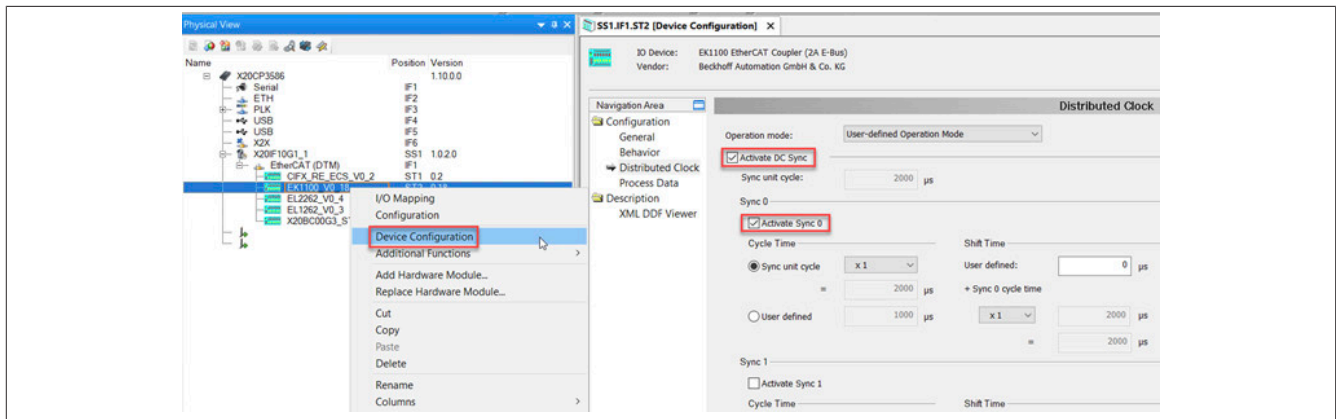 Physical View
Name Position Version
X20CP3586 1.10.0.0
Serial IF1
ETH IF2
PLK IF3
USB IF4
USB IF5
X2X IF6
X20IF10G1_1 SS1 1.0.2.0
EtherCAT (DTM) IF1
CIFX_RE_ECS_V0_2 ST1 0.2
EK1100_V0_18 ST2 0.18
EL2262_V0_4
EL1262_V0_3
X20BC00G3_S
I/O Mapping
Configuration
Device Configuration
Additional Functions
Add Hardware Module...
Replace Hardware Module...
Cut
Copy
Paste
Delete
Rename
Columns
SS1.IF1.ST2 [Device Configuration] X
IO Device: EK1100 EtherCAT Coupler (2A E-Bus)
Vendor: Beckhoff Automation GmbH & Co. KG
Navigation Area
Configuration
General
Behavior
Distributed Clock
Process Data
Description
XML DDF Viewer
Distributed Clock
Operation mode: User-defined Operation Mode
Activate DC Sync
Sync unit cycle: 2000 µs
Sync 0
Activate Sync 0
Cycle Time Shift Time
Sync unit cycle x 1 User defined: 0 µs
= 2000 µs + Sync 0 cycle time
User defined 1000 µs x 1 2000 µs
= 2000 µs
Sync 1
Activate Sync 1
Cycle Time Shift Time